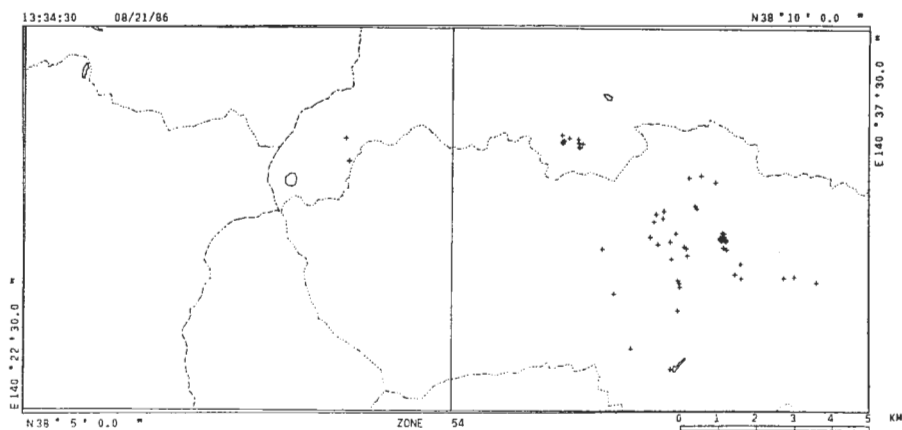 13:34:30 08/21/86 N38 ° 10 ' 0.0 "
E 140 ° 37 ' 30.0 "
E 140 ° 22 ' 30.0 "
N38 ° 5 ' 0.0 " ZONE 54
0 1 2 3 4 5 KM